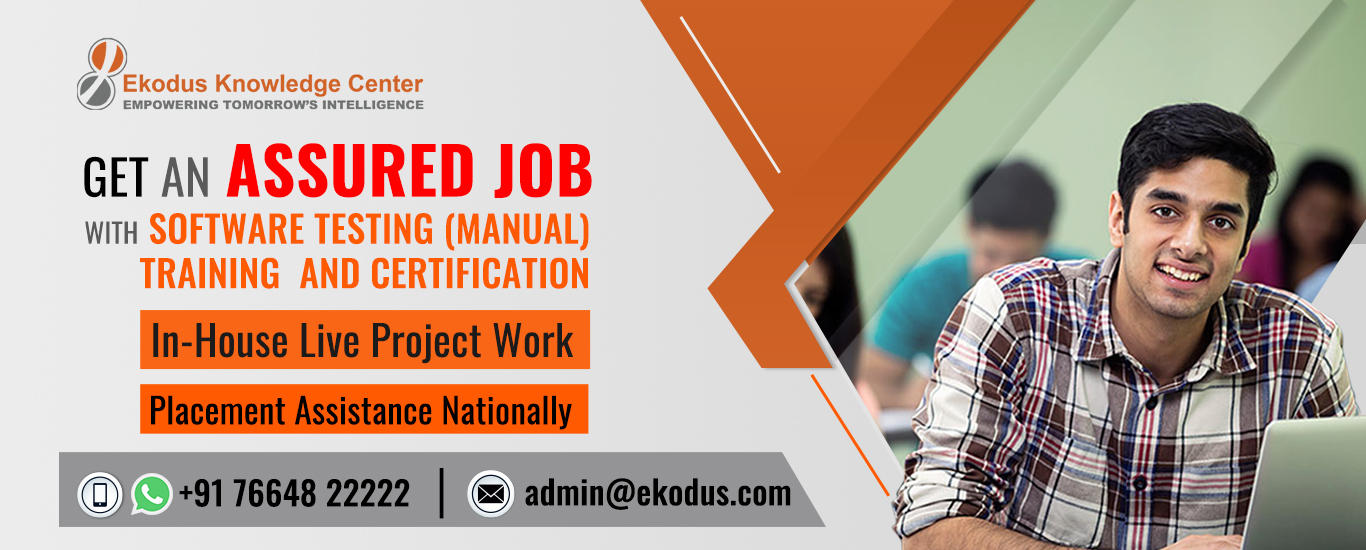 Ekodus Knowledge Center
EMPOWERING TOMORROW'S INTELLIGENCE
GET AN ASSURED JOB
WITH SOFTWARE TESTING (MANUAL)
TRAINING AND CERTIFICATION
In-House Live Project Work
Placement Assistance Nationally
+91 76648 22222 | admin@ekodus.com